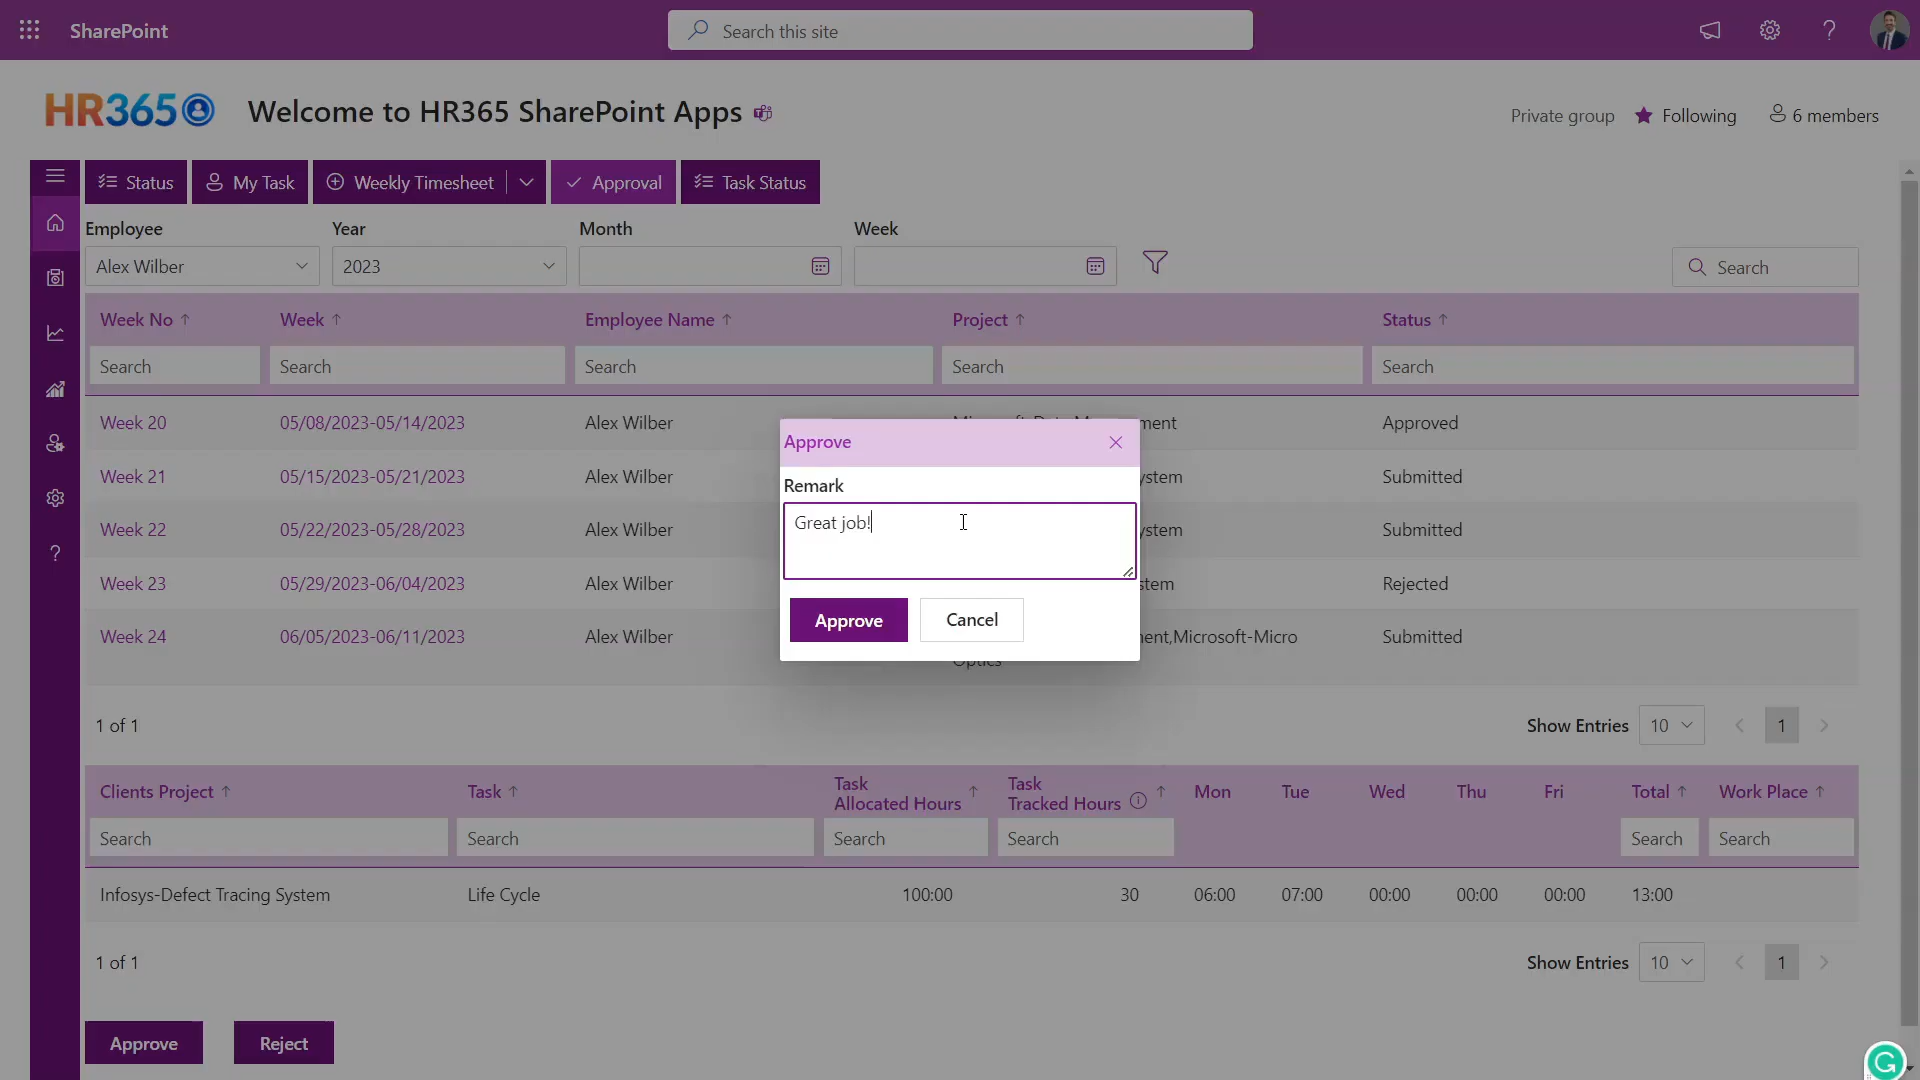 SharePoint
Search this site
HR365
Welcome to HR365 SharePoint Apps
Private group
Following
6 members
Status
My Task
Weekly Timesheet
Approval
Task Status
Employee
Year
Month
Week
Alex Wilber
2023
Search
Week No
Week
Employee Name
Project
Status
Search
Search
Search
Search
Search
Week 20
05/08/2023-05/14/2023
Alex Wilber
Approved
Week 21
05/15/2023-05/21/2023
Alex Wilber
Submitted
Week 22
05/22/2023-05/28/2023
Alex Wilber
Submitted
Week 23
05/29/2023-06/04/2023
Alex Wilber
Rejected
Week 24
06/05/2023-06/11/2023
Alex Wilber
,Microsoft-Micro
Submitted
Approve
Remark
Great job!
Approve
Cancel
1 of 1
Show Entries
10
1
Clients Project
Task
Task
Allocated Hours
Task
Tracked Hours
Mon
Tue
Wed
Thu
Fri
Total
Work Place
Search
Search
Search
Search
Search
Search
Infosys-Defect Tracing System
Life Cycle
100:00
30
06:00
07:00
00:00
00:00
00:00
13:00
1 of 1
Show Entries
10
1
Approve
Reject